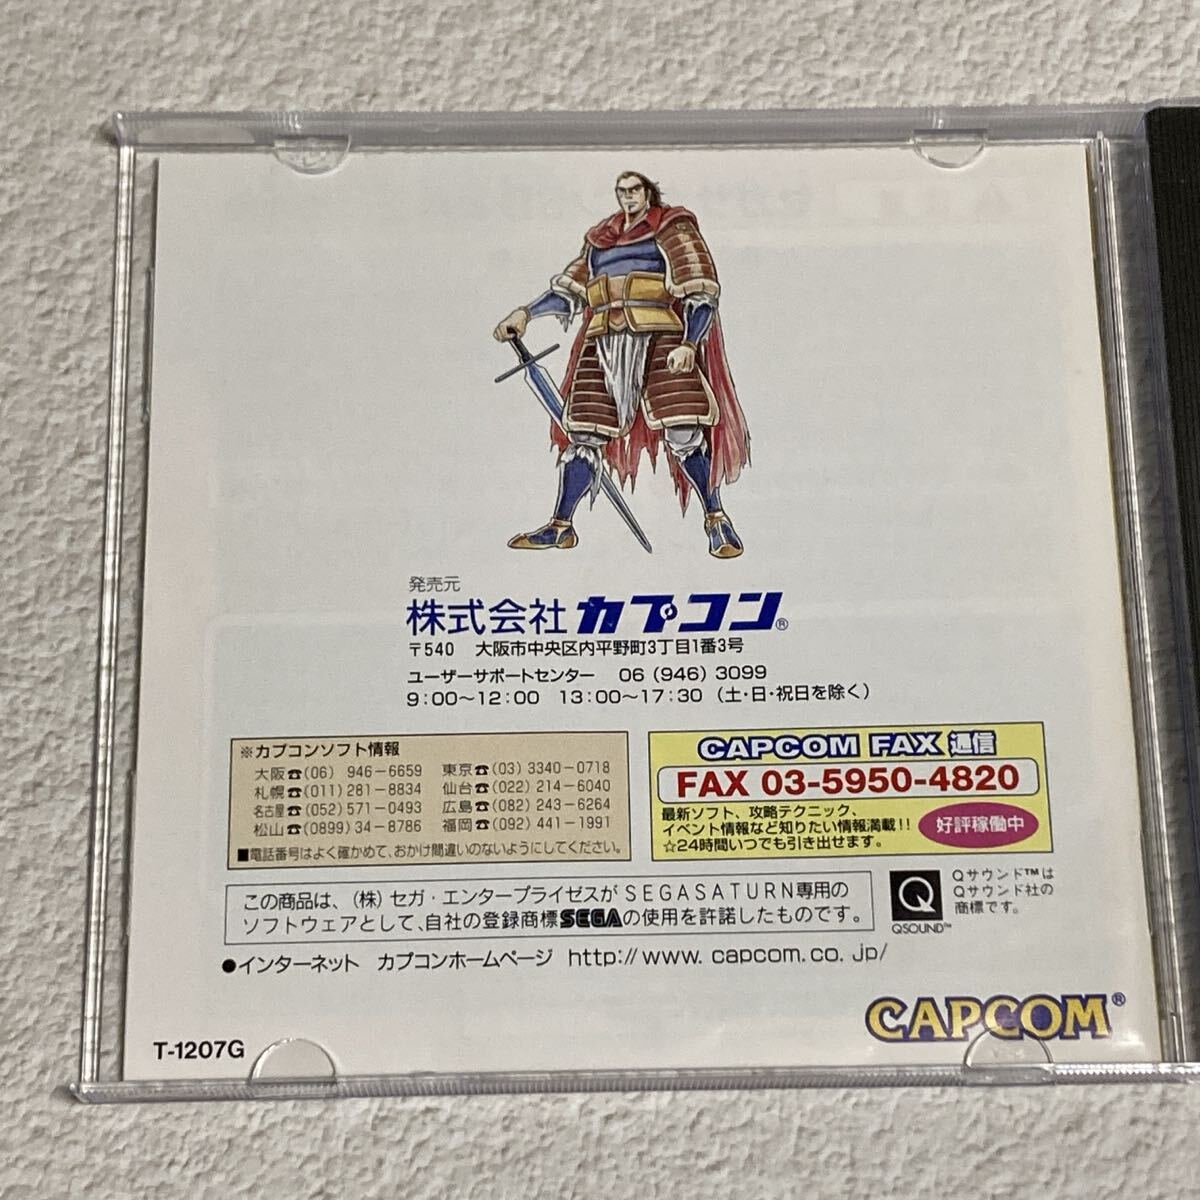 発売元
株式会社カプコン®
〒540 大阪市中央区内平野町3丁目1番3号
ユーザーサポートセンター 06 (946) 3099
9:00～12:00 13:00～17:30 (土・日・祝日を除く)
※カプコンソフト情報
大阪☎(06) 946-6659 東京☎(03) 3340-0718
札幌☎(011) 281-8834 仙台☎(022) 214-6040
名古屋☎(052) 571-0493 広島☎(082) 243-6264
松山☎(0899) 34-8786 福岡☎(092) 441-1991
■電話番号はよく確かめて、おかけ間違いのないようにしてください。
CAPCOM FAX 通信
FAX 03-5950-4820
最新ソフト、攻略テクニック、
イベント情報など知りたい情報満載!!
☆24時間いつでも引き出せます。
好評稼働中
この商品は、(株)セガ・エンタープライゼスがSEGASATURN専用の
ソフトウェアとして、自社の登録商標SEGAの使用を許諾したものです。
Q
QSOUND™
Qサウンド™は
Qサウンド社の
商標です。
●インターネット カプコンホームページ http://www.capcom.co.jp/
CAPCOM®
T-1207G